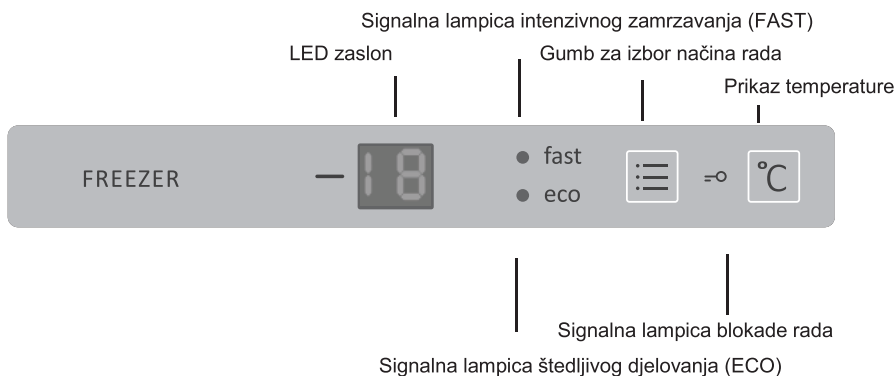 Signalna lampica intenzivnog zamrzavanja (FAST)
LED zaslon
Gumb za izbor načina rada
Prikaz temperature
FREEZER
18
fast
eco
°C
Signalna lampica blokade rada
Signalna lampica štedljivog djelovanja (ECO)